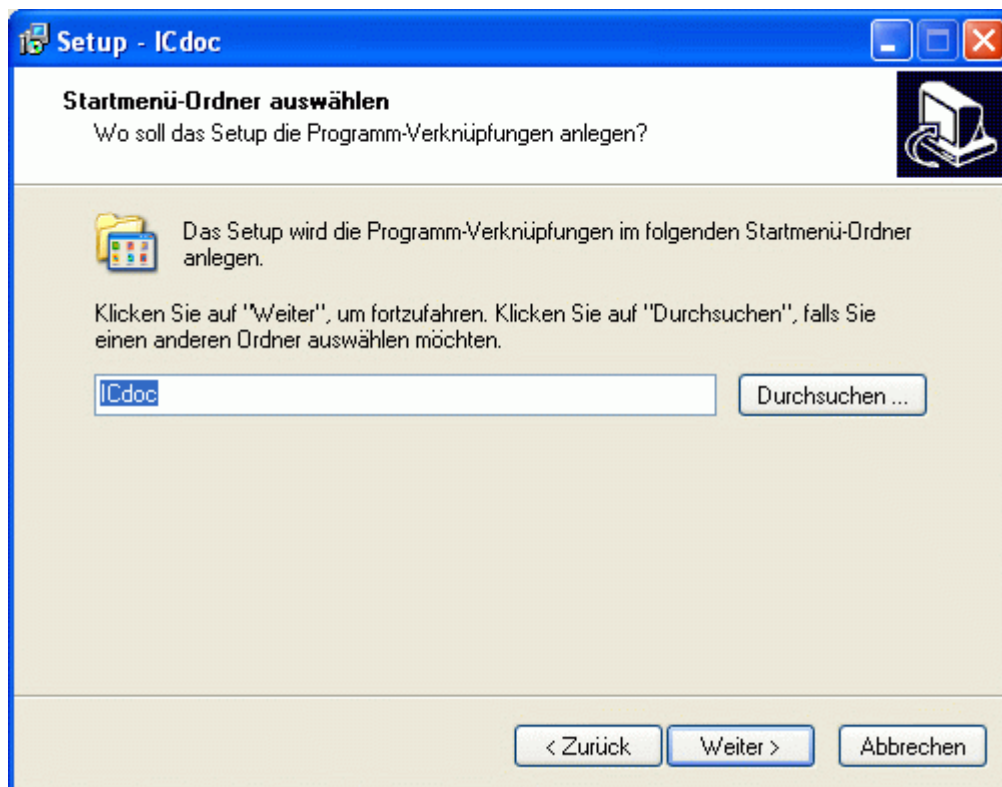 Setup - ICdoc
Startmenü-Ordner auswählen
Wo soll das Setup die Programm-Verknüpfungen anlegen?
Das Setup wird die Programm-Verknüpfungen im folgenden Startmenü-Ordner
anlegen.
Klicken Sie auf "Weiter", um fortzufahren. Klicken Sie auf "Durchsuchen", falls Sie
einen anderen Ordner auswählen möchten.
ICdoc Durchsuchen ...
< Zurück Weiter > Abbrechen